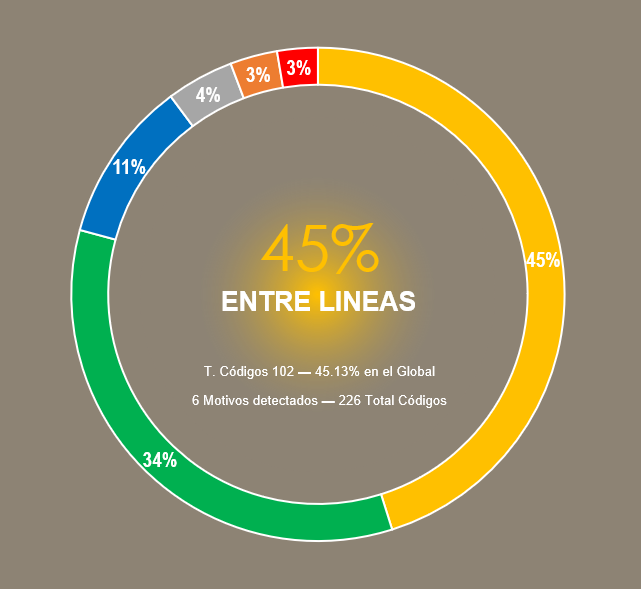 3%
3%
4%
11%
45%
45%
ENTRE LINEAS
T. Códigos 102 — 45.13% en el Global
6 Motivos detectados — 226 Total Códigos
34%